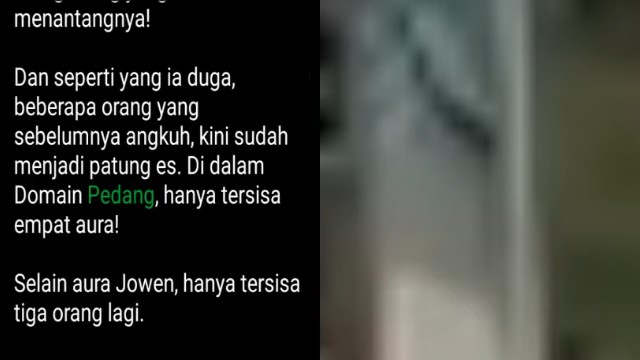 menantangnya!
Dan seperti yang ia duga,
beberapa orang yang
sebelumnya angkuh, kini sudah
menjadi patung es. Di dalam
Domain Pedang, hanya tersisa
empat aura!
Selain aura Jowen, hanya tersisa
tiga orang lagi.